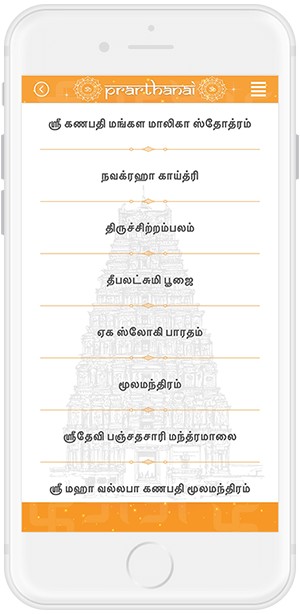 prarthanai
ஸ்ரீ கணபதி மங்கள மாலிகா ஸ்தோத்ரம்
நவக்ரஹா காய்த்ரி
திருச்சிற்றம்பலம்
தீபலட்சுமி பூஜை
ஏக ஸ்லோகி பாரதம்
மூலமந்திரம்
ஸ்ரீதேவி பஞ்சதசாரி மந்த்ரமாலை
ஸ்ரீ மஹா வல்லபா கணபதி மூலமந்திரம்